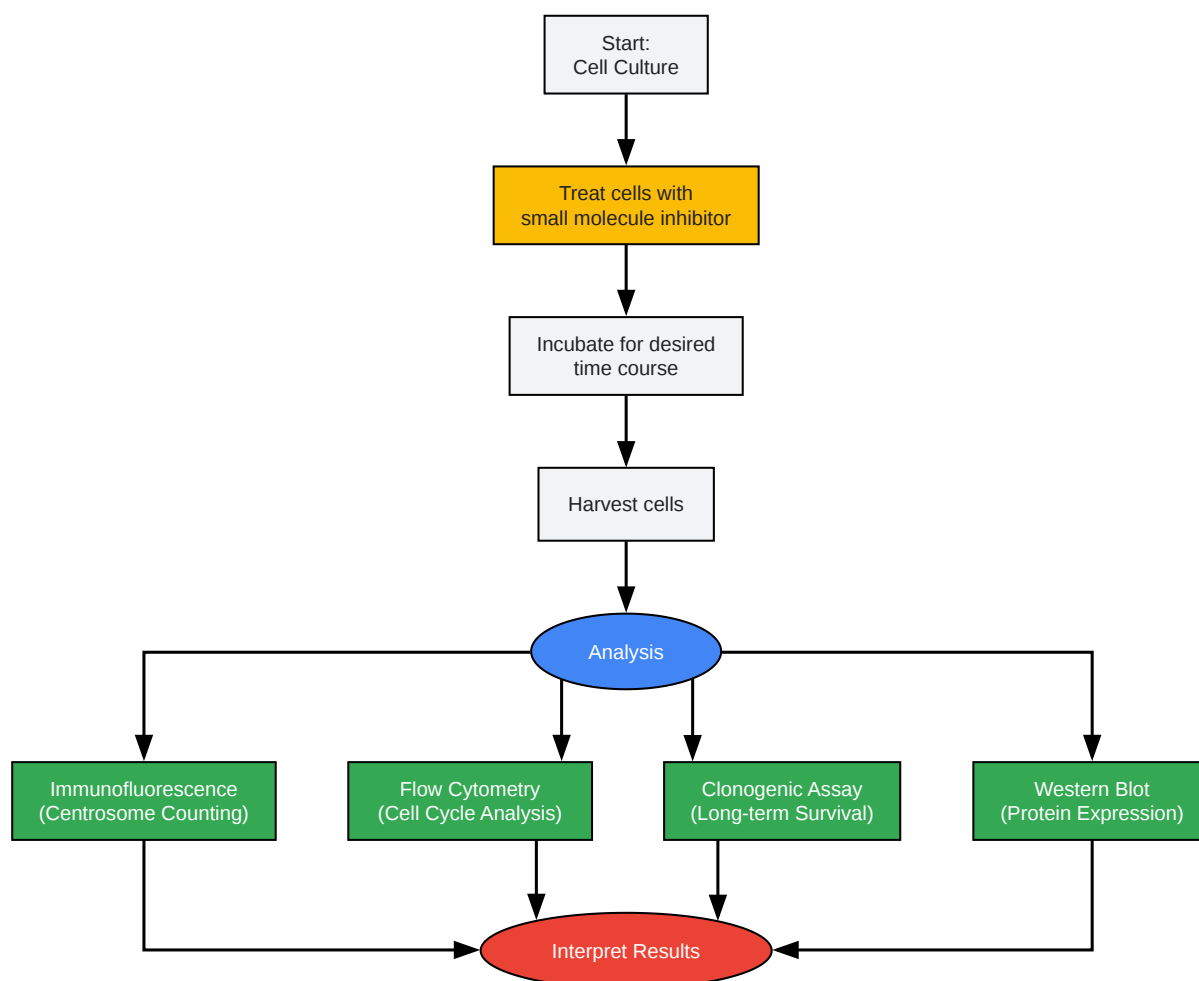 Start:
Cell Culture
Treat cells with
small molecule inhibitor
Incubate for desired
time course
Harvest cells
Analysis
Immunofluorescence
(Centrosome Counting)
Flow Cytometry
(Cell Cycle Analysis)
Clonogenic Assay
(Long-term Survival)
Western Blot
(Protein Expression)
Interpret Results